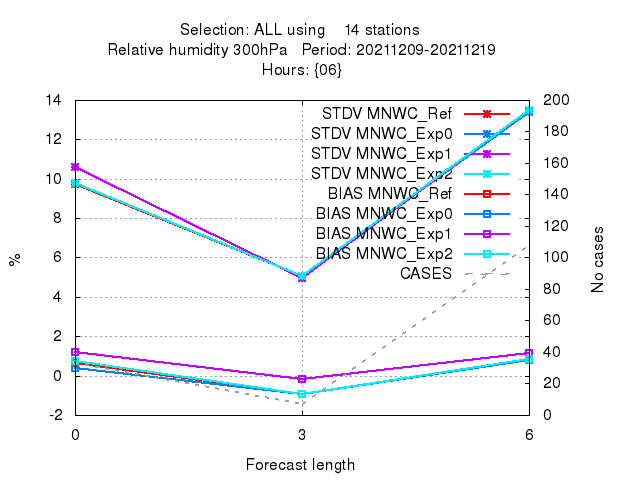 Selection: ALL using 14 stations
Relative humidity 300hPa Period: 20211209-20211219
Hours: {06}
14
12
10
8
6
4
2
0
-2
%
200
180
160
140
120
100
80
60
40
20
0
No cases
STDV MNWC_Ref
STDV MNWC_Exp0
STDV MNWC_Exp1
STDV MNWC_Exp2
BIAS MNWC_Ref
BIAS MNWC_Exp0
BIAS MNWC_Exp1
BIAS MNWC_Exp2
CASES
0 3 6
Forecast length